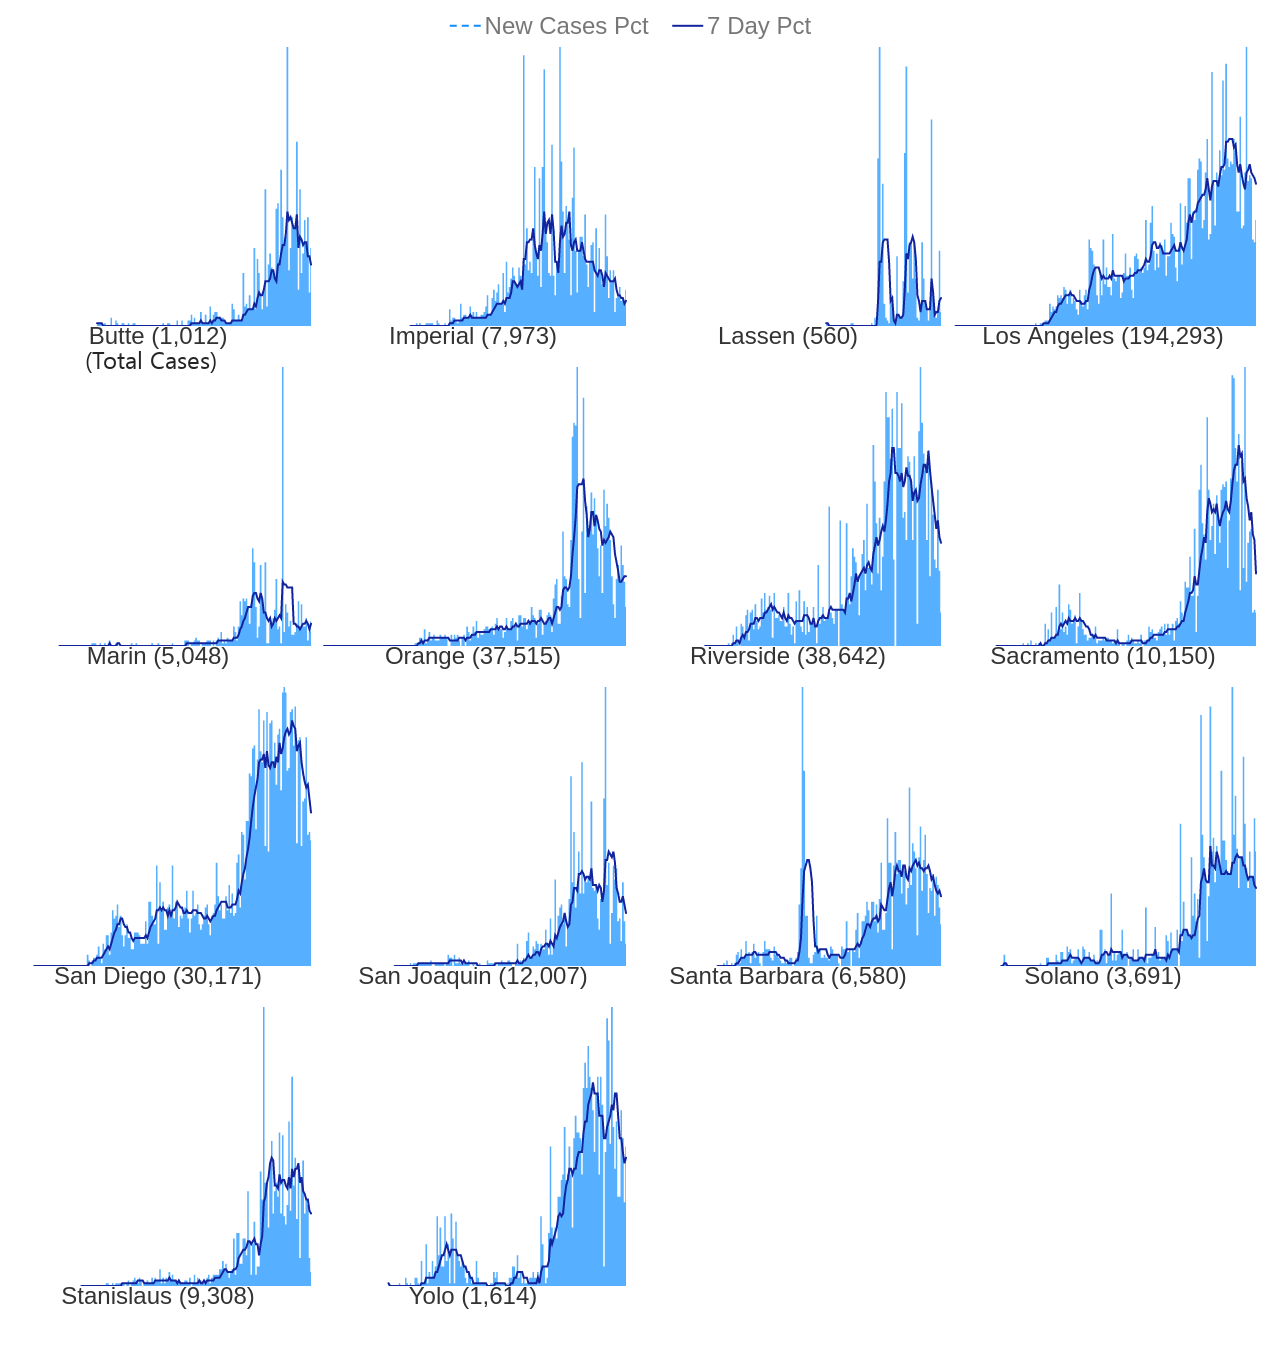 New Cases Pct 7 Day Pct
Butte (1,012) Imperial (7,973) Lassen (560) Los Angeles (194,293)
(Total Cases)
Marin (5,048) Orange (37,515) Riverside (38,642) Sacramento (10,150)
San Diego (30,171) San Joaquin (12,007) Santa Barbara (6,580) Solano (3,691)
Stanislaus (9,308) Yolo (1,614)